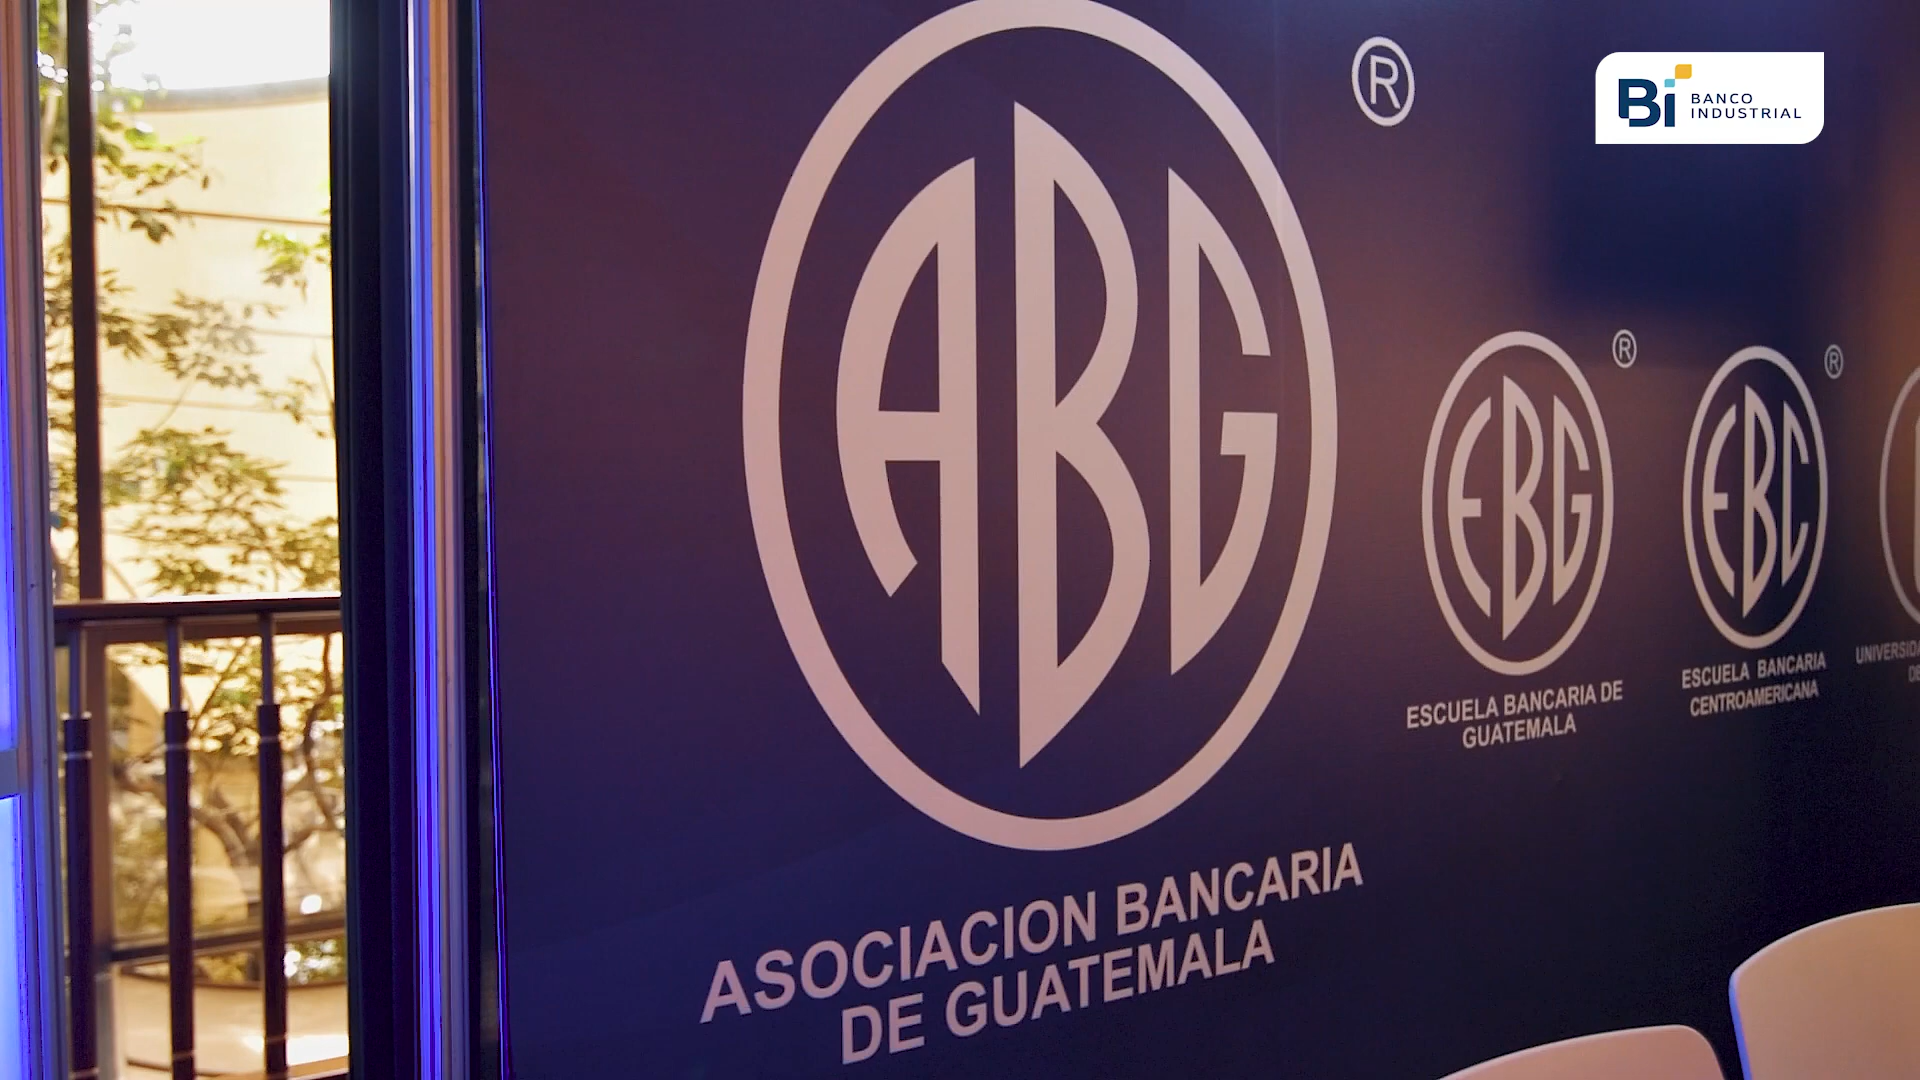 ABG
®
ASOCIACION BANCARIA
DE GUATEMALA
EBG
®
ESCUELA BANCARIA DE
GUATEMALA
EBC
®
ESCUELA BANCARIA
CENTROAMERICANA
Bi BANCO
INDUSTRIAL